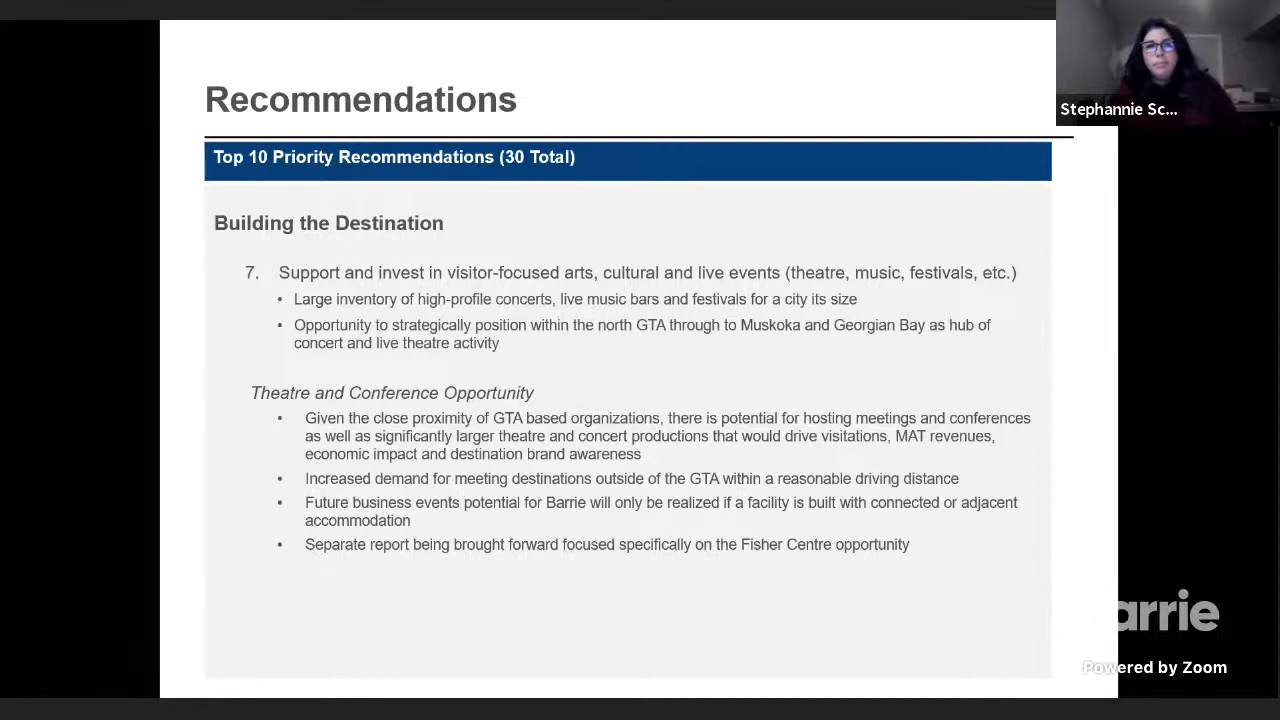 Recommendations
Stephannie Sc...
Top 10 Priority Recommendations (30 Total)
Building the Destination
7. Support and invest in visitor-focused arts, cultural and live events (theatre, music, festivals, etc.)
• Large inventory of high-profile concerts, live music bars and festivals for a city its size
• Opportunity to strategically position within the north GTA through to Muskoka and Georgian Bay as hub of
concert and live theatre activity
Theatre and Conference Opportunity
• Given the close proximity of GTA based organizations, there is potential for hosting meetings and conferences
as well as significantly larger theatre and concert productions that would drive visitations, MAT revenues,
economic impact and destination brand awareness
• Increased demand for meeting destinations outside of the GTA within a reasonable driving distance
• Future business events potential for Barrie will only be realized if a facility is built with connected or adjacent
accommodation
• Separate report being brought forward focused specifically on the Fisher Centre opportunity
arrie
Powered by Zoom